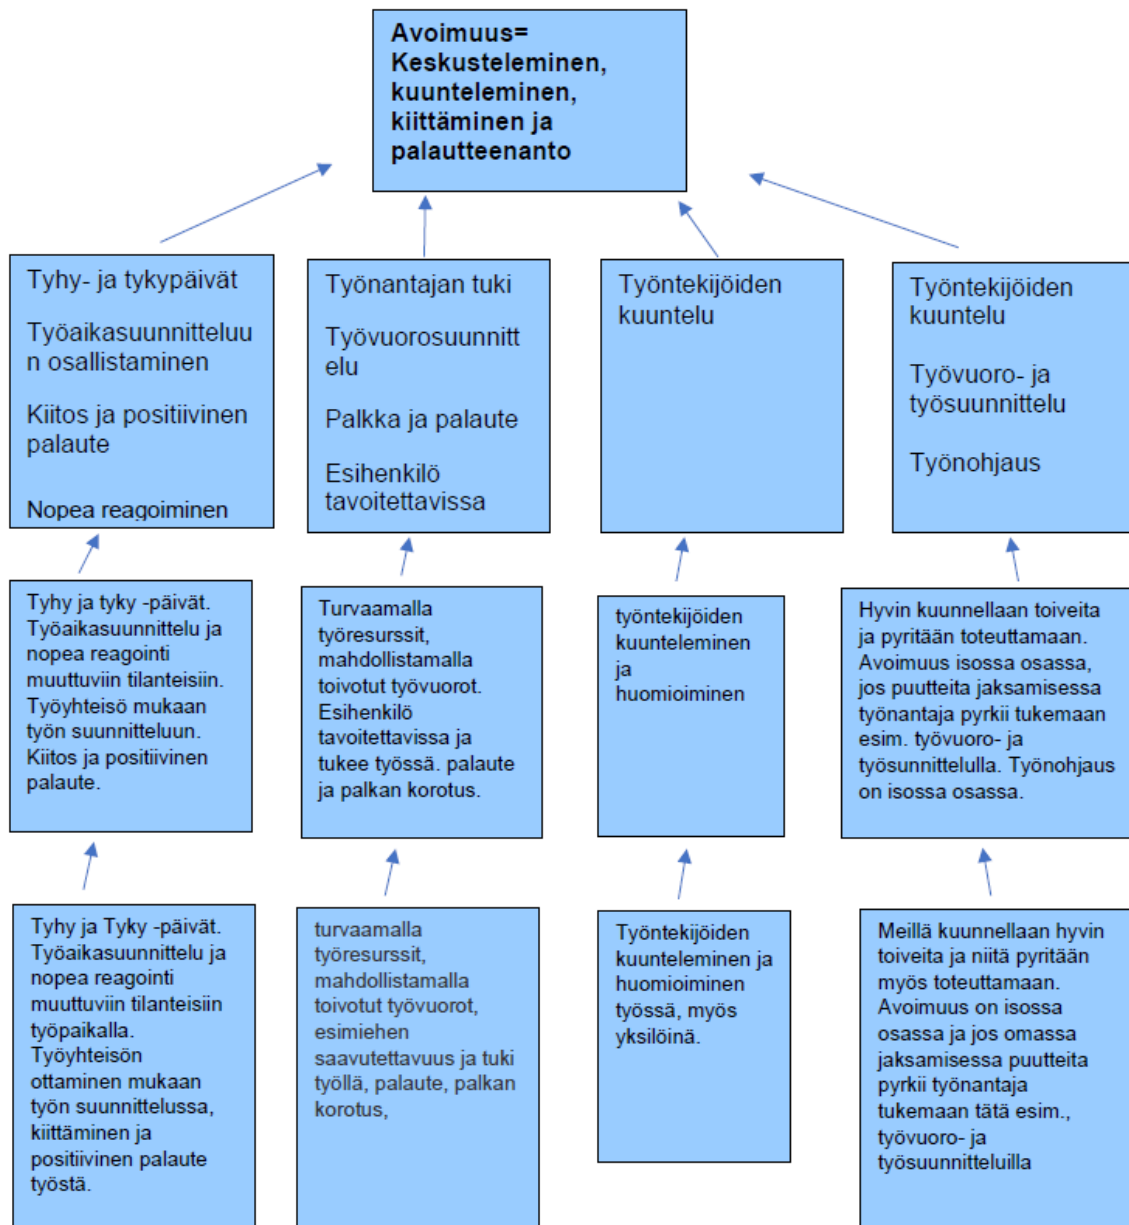 Avoimuus=
Keskusteleminen,
kuunteleminen,
kiittäminen ja
palautteenanto
Tyhy- ja tykypäivät
Työaikasuunnitteluu
n osallistaminen
Kiitos ja positiivinen
palaute
Nopea reagoiminen
Työnantajan tuki
Työvuorosuunnitt
elu
Palkka ja palaute
Esihenkilö
tavoitettavissa
Työntekijöiden
kuuntelu
Työntekijöiden
kuuntelu
Työvuoro- ja
työsuunnittelu
Työnohjaus
Tyhy ja tyky -päivät.
Työaikasuunnittelu ja
nopea reagointi
muuttuviin tilanteisiin.
Työyhteisö mukaan
työn suunnitteluun.
Kiitos ja positiivinen
palaute.
Turvaamalla
työresurssit,
mahdollistamalla
toivotut työvuorot.
Esihenkilö
tavoitettavissa ja
tukee työssä. palaute
ja palkan korotus.
työntekijöiden
kuunteleminen
ja
huomioiminen
Hyvin kuunnellaan toiveita
ja pyritään toteuttamaan.
Avoimuus isossa osassa,
jos puutteita jaksamisessa
työnantaja pyrkii tukemaan
esim. työvuoro- ja
työsunnittelulla. Työnohjaus
on isossa osassa.
Tyhy ja Tyky -päivät.
Työaikasuunnittelu ja
nopea reagointi
muuttuviin tilanteisiin
työpaikalla.
Työyhteisön
ottaminen mukaan
työn suunnittelussa,
kiittäminen ja
positiivinen palaute
työstä.
turvaamalla
työresurssit,
mahdollistamalla
toivotut työvuorot,
esimiehen
saavutettavuus ja tuki
työllä, palaute, palkan
korotus,
Työntekijöiden
kuunteleminen ja
huomioiminen
työssä, myös
yksilöinä.
Meillä kuunnellaan hyvin
toiveita ja niitä pyritään
myös toteuttamaan.
Avoimuus on isossa
osassa ja jos omassa
jaksamisessa puutteita
pyrkii työnantaja
tukemaan tätä esim.,
työvuoro- ja
työsuunnitteluilla